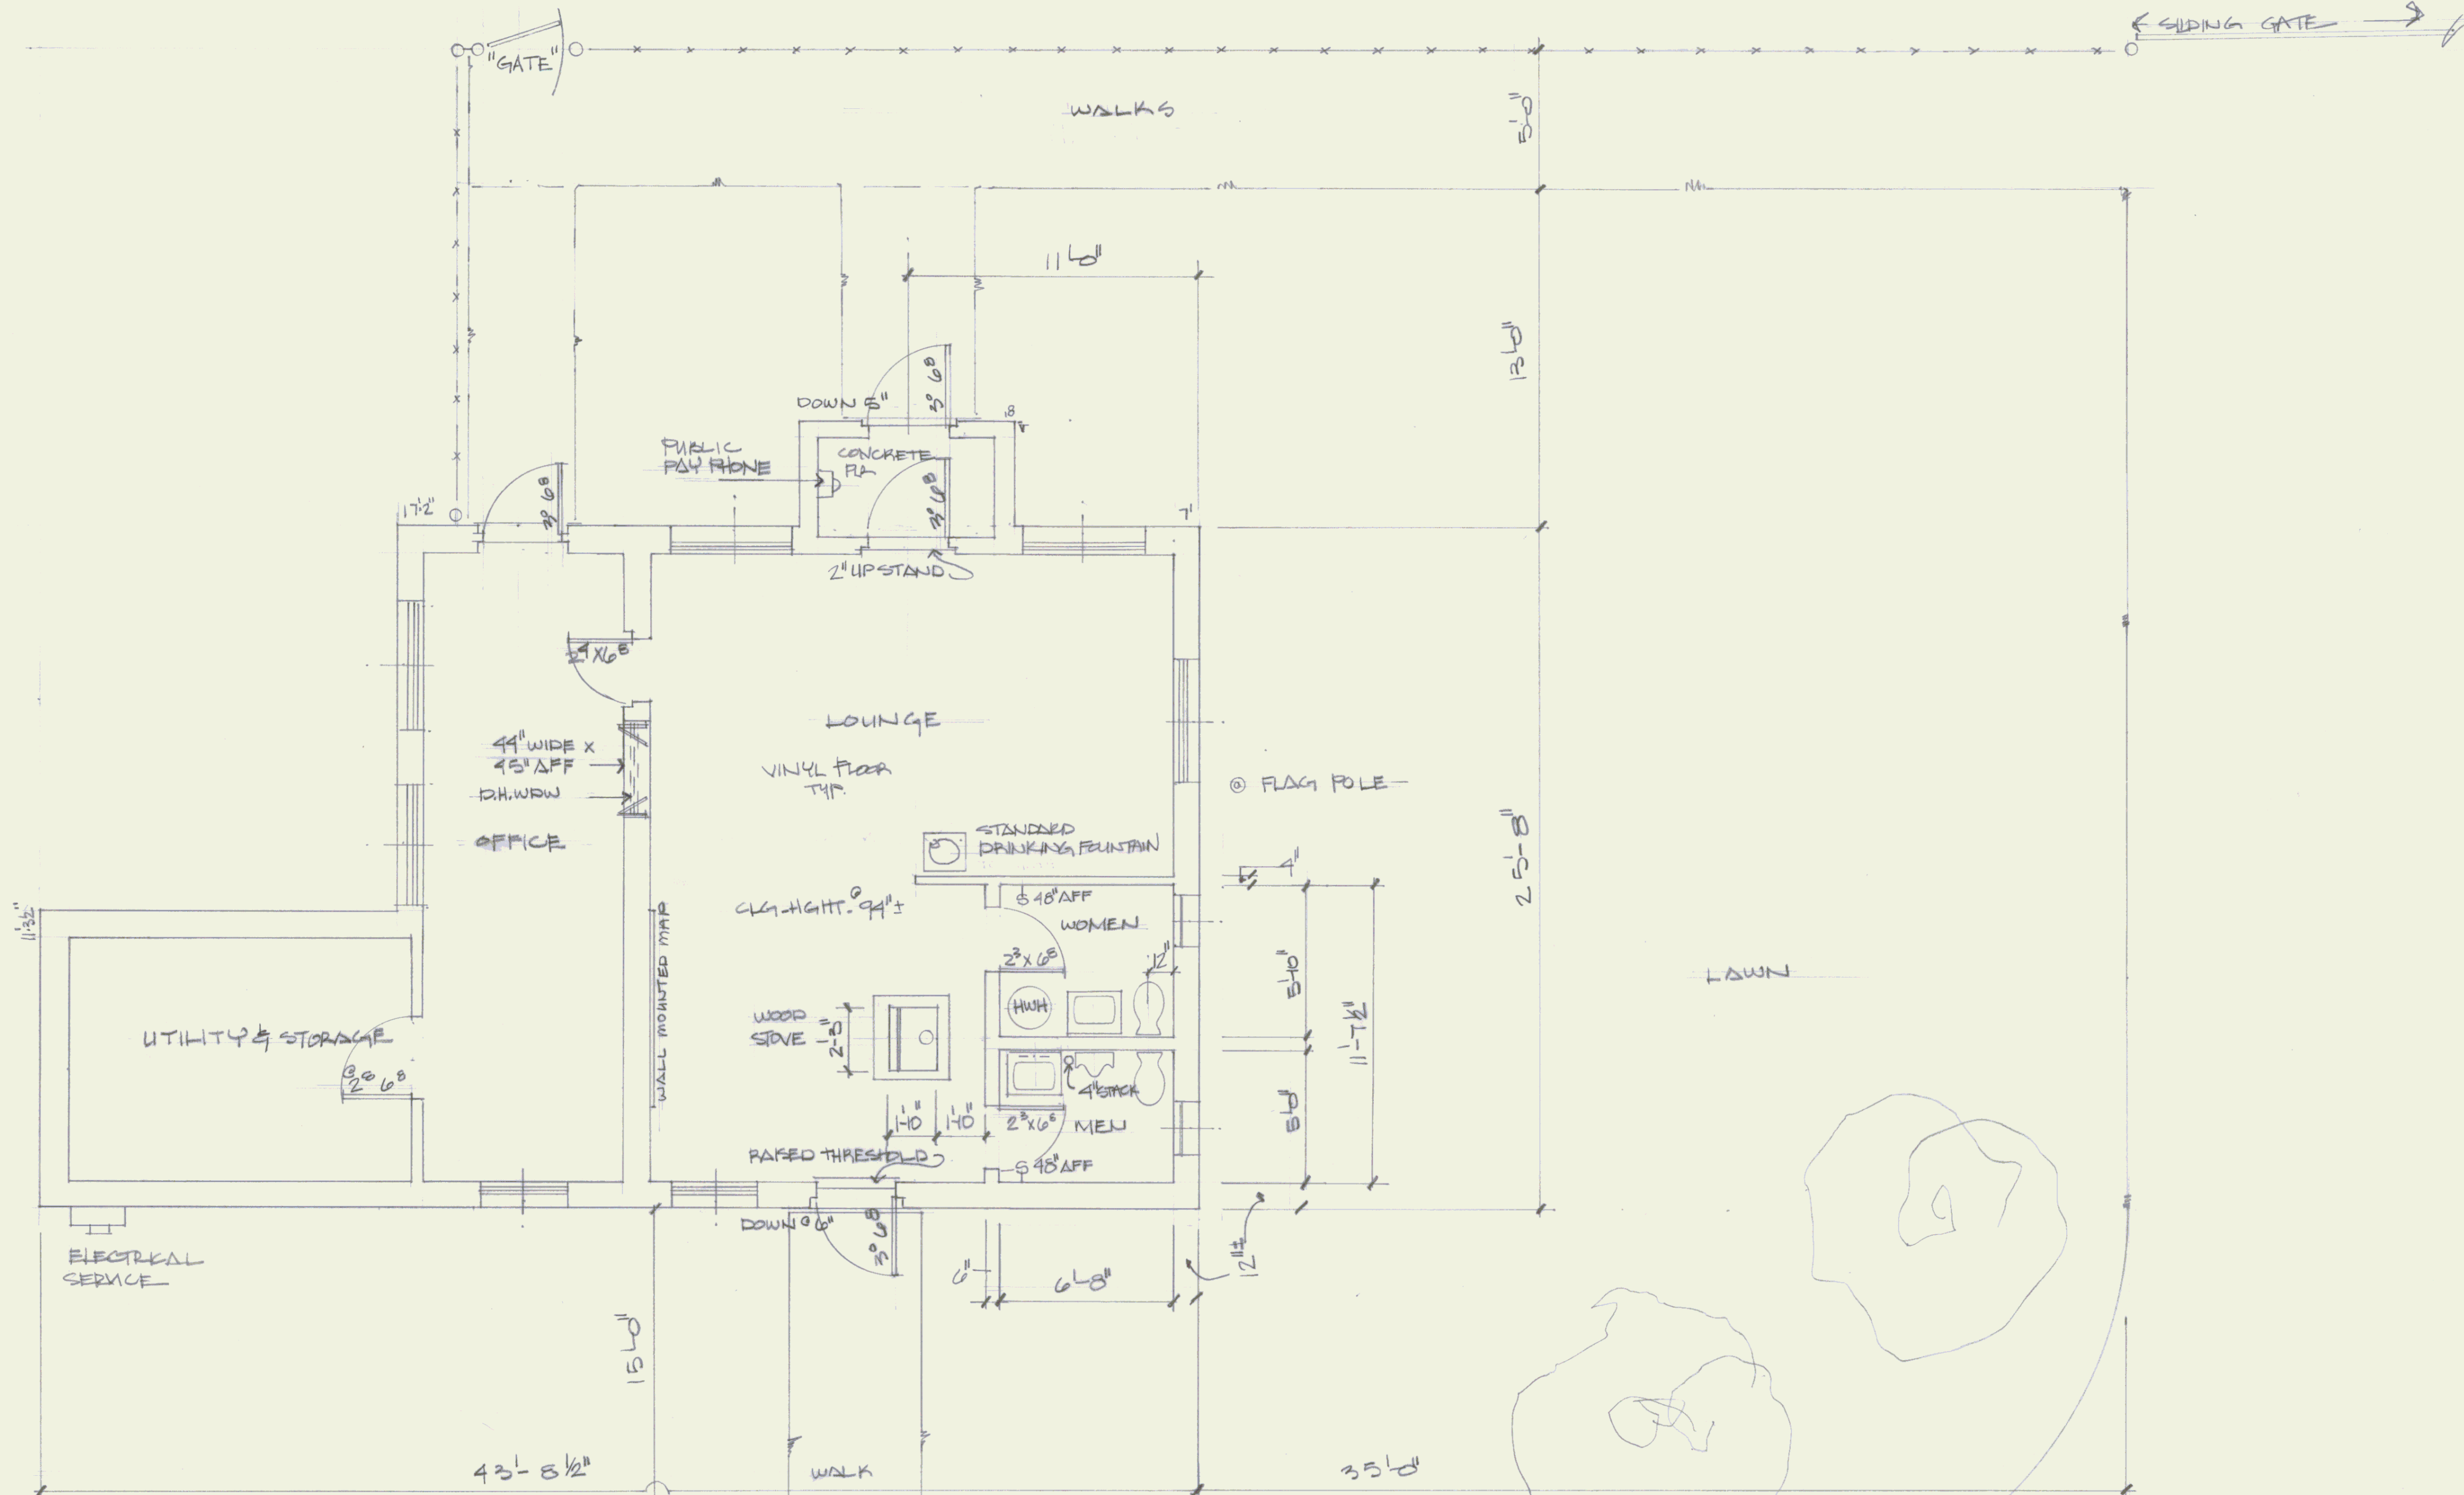 ← SLIDING GATE →
"GATE"
WALKS
5'-0"
11'-0"
13'-0"
3⁰ 6⁸
DOWN 5"
18
PUBLIC
PAY PHONE
CONCRETE
FLR
3⁰ 6⁸
3⁰ 6⁸
17'-2"
7'
2" UPSTAND
2⁴ X 6⁸
LOUNGE
44" WIDE X
45" AFF
VINYL FLOOR
TYP.
@ FLAG POLE
D.H. WDW
OFFICE
STANDARD
DRINKING FOUNTAIN
25'-8"
4"
S 48" AFF
CLG-HGHT. @ 94" ±
WOMEN
WALL MOUNTED MAP
2³ X 6⁸
12"
5'-10"
LAWN
HWH
WOOD
STOVE
2'-3"
11'-7½"
UTILITY & STORAGE
@
2⁸ 6⁸
4" STACK
1'-10"
1'-10"
2³ X 6⁸
MEN
5'-0"
RAISED THRESHOLD
S 48" AFF
DOWN @ 6"
3⁰ 6⁸
ELECTRICAL
SERVICE
6"
6'-8"
12"±
15'-0"
43'-8½"
WALK
35'-0"